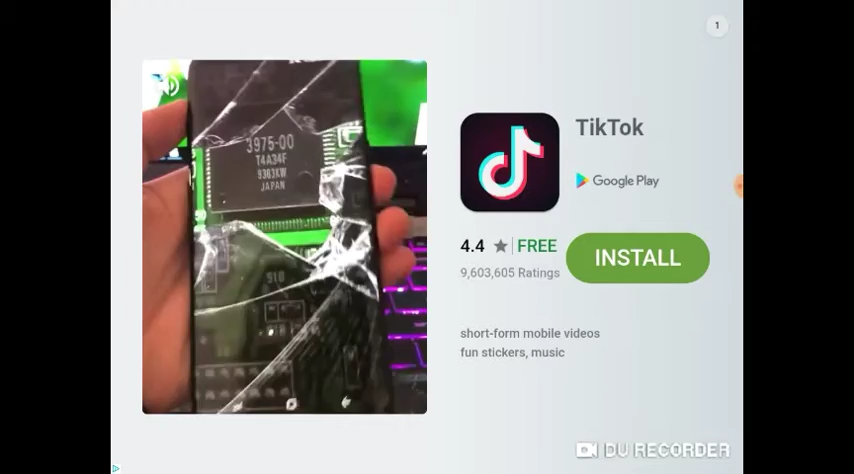 1
3975-00
T4A34F
9363KW
JAPAN
TikTok
Google Play
4.4 FREE
9,603,605 Ratings
INSTALL
short-form mobile videos
fun stickers, music
DU RECORDER